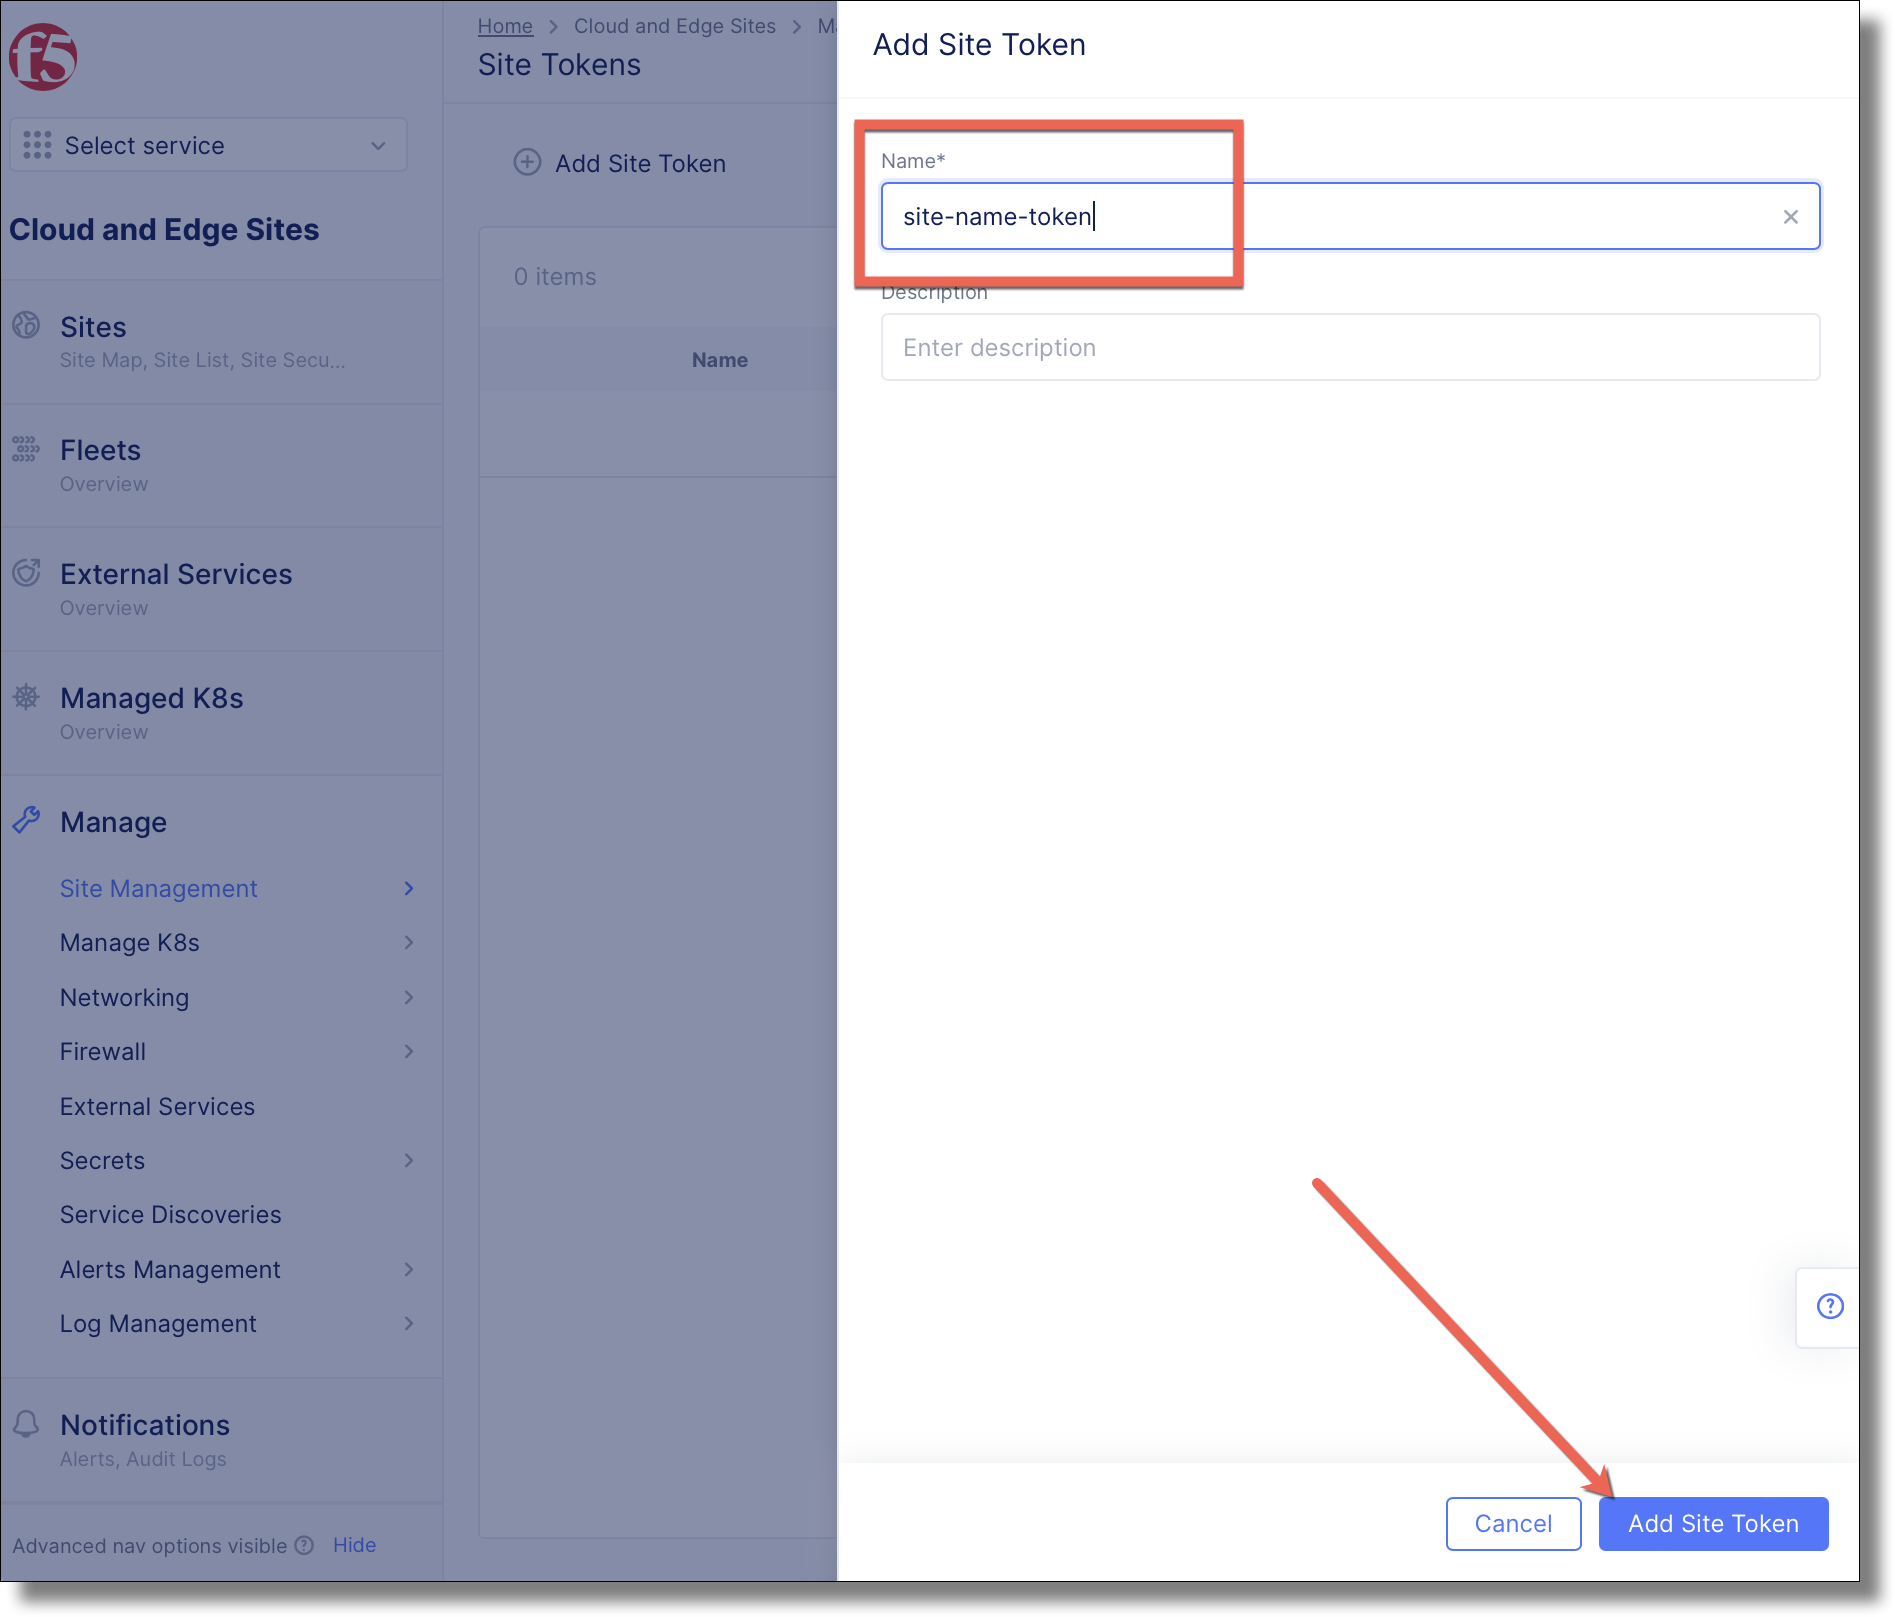 f5
Select service
Cloud and Edge Sites
Sites
Site Map, Site List, Site Secu...
Fleets
Overview
External Services
Overview
Managed K8s
Overview
Manage
Site Management
Manage K8s
Networking
Firewall
External Services
Secrets
Service Discoveries
Alerts Management
Log Management
Notifications
Alerts, Audit Logs
Advanced nav options visible ? Hide
Home > Cloud and Edge Sites >
Site Tokens
Add Site Token
0 items
Name
Add Site Token
Name*
site-name-token
Description
Enter description
?
Cancel
Add Site Token